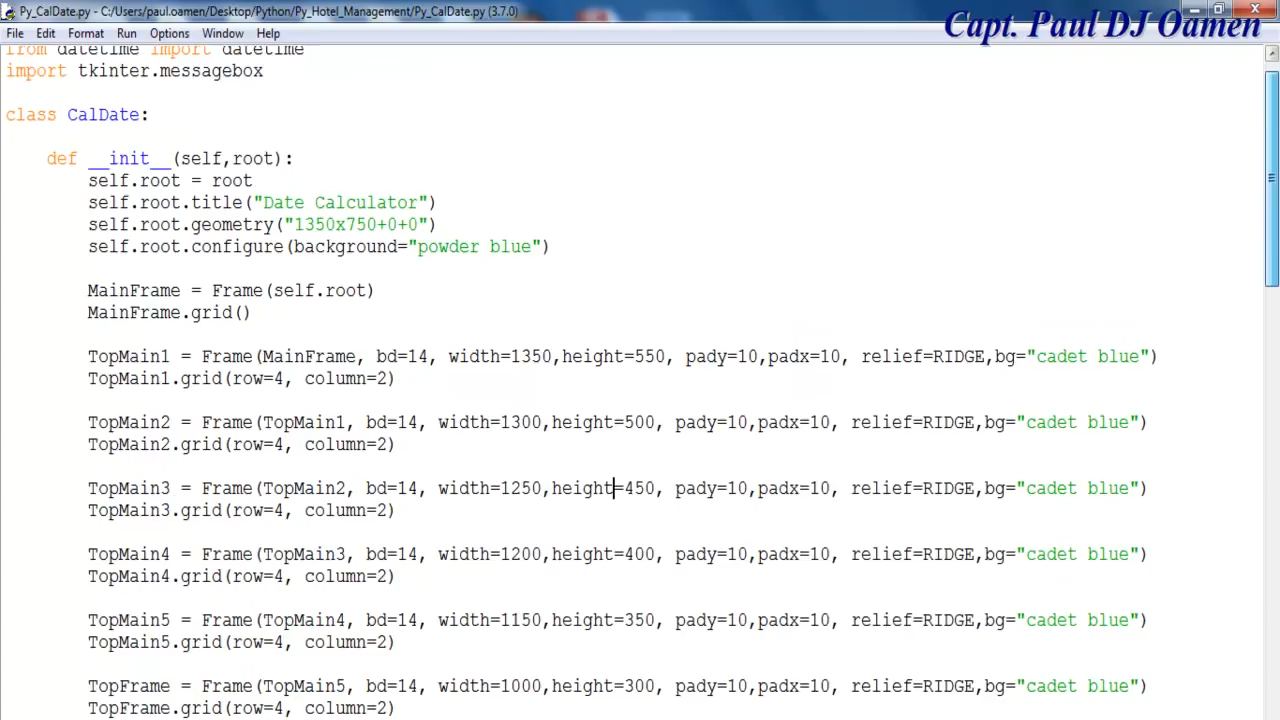 Py_CalDate.py - C:/Users/paul.oamen/Desktop/Python/Py_Hotel_Management/Py_CalDate.py (3.7.0)
Capt. Paul DJ Oamen
File Edit Format Run Options Window Help
from datetime import datetime
import tkinter.messagebox
class CalDate:
def __init__(self,root):
self.root = root
self.root.title("Date Calculator")
self.root.geometry("1350x750+0+0")
self.root.configure(background="powder blue")
MainFrame = Frame(self.root)
MainFrame.grid()
TopMain1 = Frame(MainFrame, bd=14, width=1350,height=550, pady=10,padx=10, relief=RIDGE,bg="cadet blue")
TopMain1.grid(row=4, column=2)
TopMain2 = Frame(TopMain1, bd=14, width=1300,height=500, pady=10,padx=10, relief=RIDGE,bg="cadet blue")
TopMain2.grid(row=4, column=2)
TopMain3 = Frame(TopMain2, bd=14, width=1250,height=450, pady=10,padx=10, relief=RIDGE,bg="cadet blue")
TopMain3.grid(row=4, column=2)
TopMain4 = Frame(TopMain3, bd=14, width=1200,height=400, pady=10,padx=10, relief=RIDGE,bg="cadet blue")
TopMain4.grid(row=4, column=2)
TopMain5 = Frame(TopMain4, bd=14, width=1150,height=350, pady=10,padx=10, relief=RIDGE,bg="cadet blue")
TopMain5.grid(row=4, column=2)
TopFrame = Frame(TopMain5, bd=14, width=1000,height=300, pady=10,padx=10, relief=RIDGE,bg="cadet blue")
TopFrame.grid(row=4, column=2)